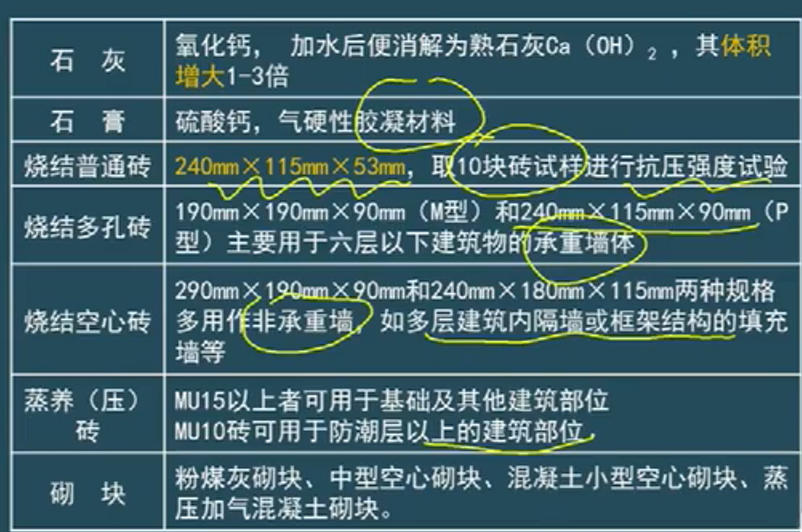 石 灰
氧化钙， 加水后便消解为熟石灰Ca（OH）2 ，其体积
增大1-3倍
石 膏
硫酸钙，气硬性胶凝材料
烧结普通砖
240mm×115mm×53mm，取10块砖试样进行抗压强度试验
烧结多孔砖
190mm×190mm×90mm（M型）和240mm×115mm×90mm（P
型）主要用于六层以下建筑物的承重墙体
烧结空心砖
290mm×190mm×90mm和240mm×180mm×115mm两种规格
多用作非承重墙，如多层建筑内隔墙或框架结构的填充
墙等
蒸养（压）
砖
MU15以上者可用于基础及其他建筑部位
MU10砖可用于防潮层以上的建筑部位，
砌 块
粉煤灰砌块、中型空心砌块、混凝土小型空心砌块、蒸
压加气混凝土砌块。